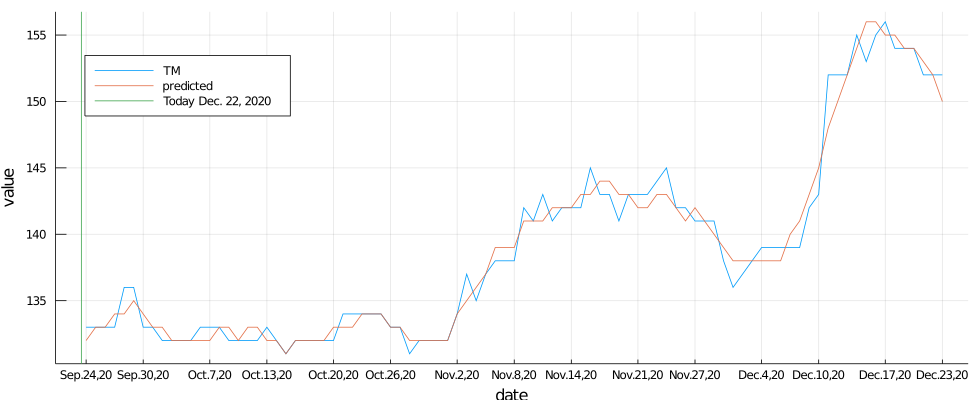 155
150
145
140
135
value
TM
predicted
Today Dec. 22, 2020
Sep.24,20 Sep.30,20 Oct.7,20 Oct.13,20 Oct.20,20 Oct.26,20 Nov.2,20 Nov.8,20 Nov.14,20 Nov.21,20 Nov.27,20 Dec.4,20 Dec.10,20 Dec.17,20 Dec.23,20
date